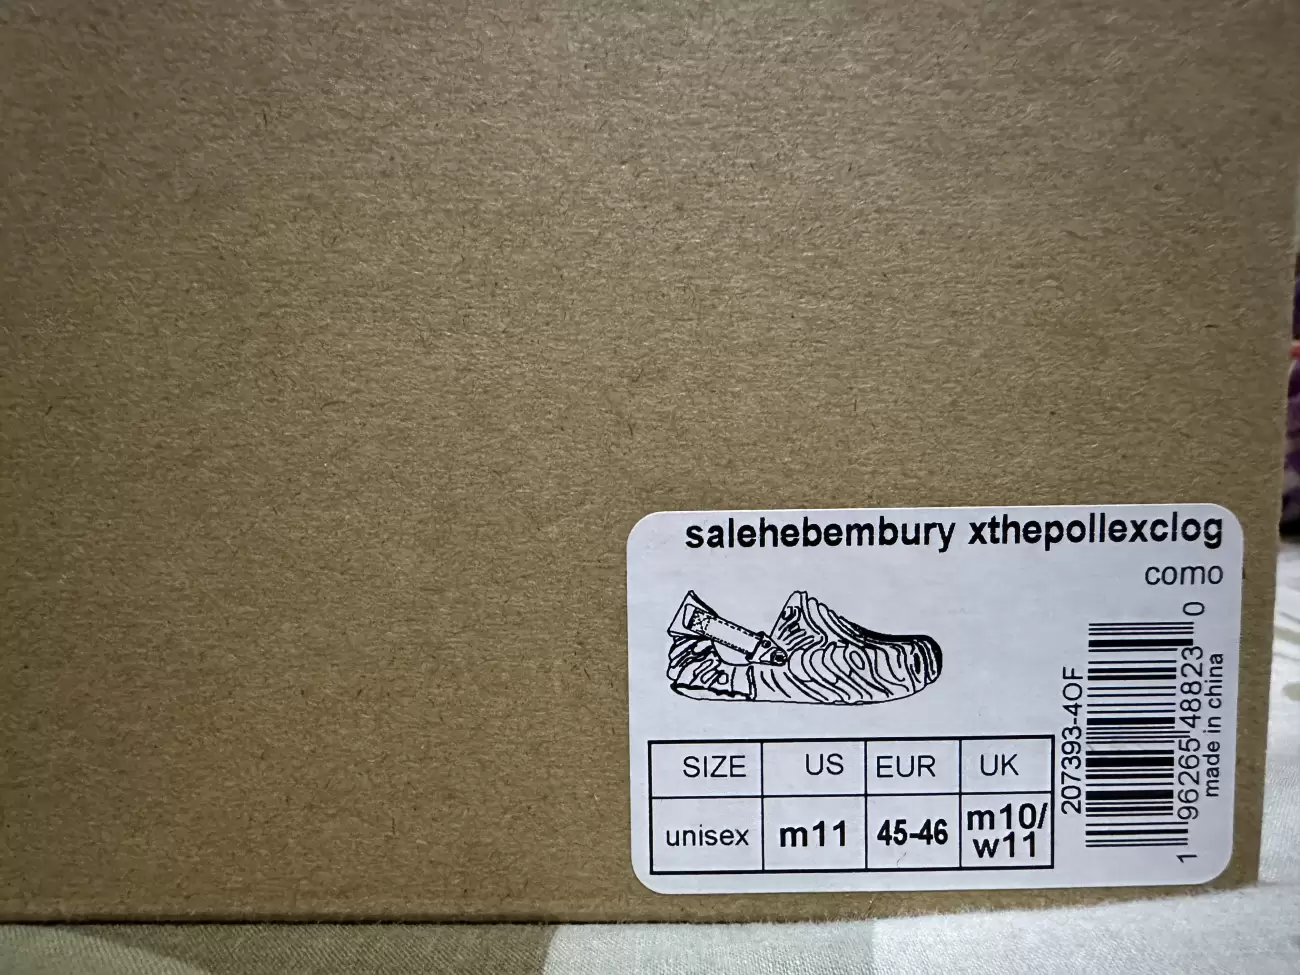 salehebembury xthepollexclog
como
SIZE US EUR UK
unisex m11 45-46 m10/
w11
207393-4OF
1 96265 48823 0
made in china